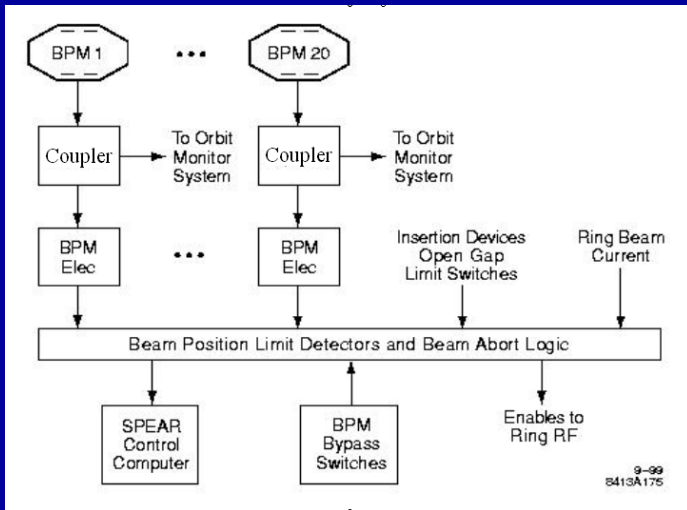 BPM 1
BPM 20
Coupler
To Orbit
Monitor
System
Coupler
To Orbit
Monitor
System
BPM
Elec
BPM
Elec
Insertion Devices
Open Gap
Limit Switches
Ring Beam
Current
Beam Position Limit Detectors and Beam Abort Logic
SPEAR
Control
Computer
BPM
Bypass
Switches
Enables to
Ring RF
9-99
8413A175